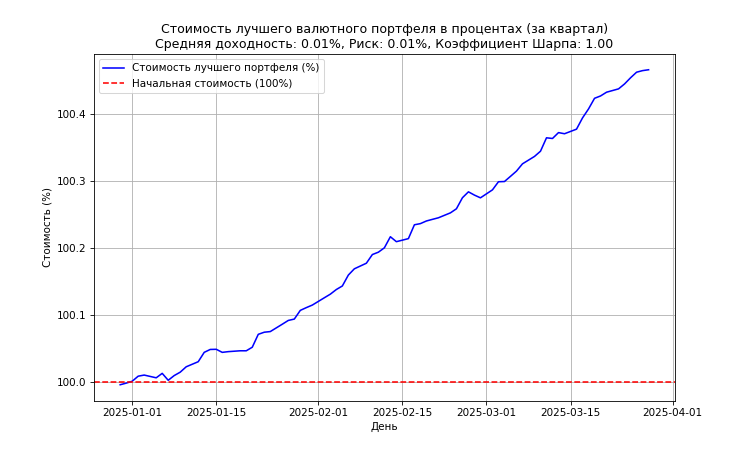 Стоимость лучшего валютного портфеля в процентах (за квартал)
Средняя доходность: 0.01%, Риск: 0.01%, Коэффициент Шарпа: 1.00
Стоимость лучшего портфеля (%)
Начальная стоимость (100%)
Стоимость (%)
100.4
100.3
100.2
100.1
100.0
2025-01-01 2025-01-15 2025-02-01 2025-02-15 2025-03-01 2025-03-15 2025-04-01
День